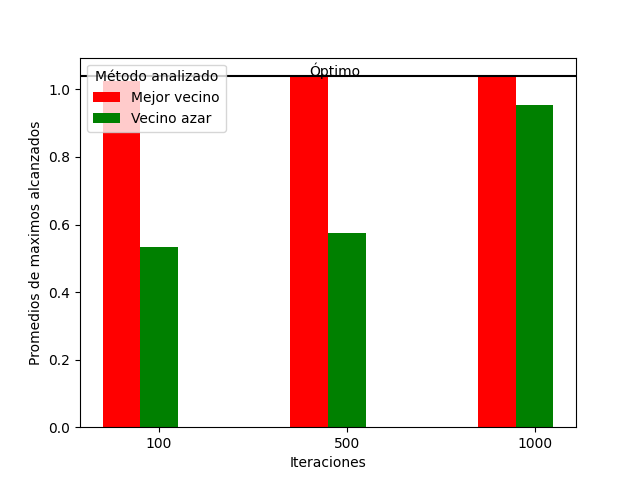 Óptimo
Método analizado
Mejor vecino
Vecino azar
Promedios de maximos alcanzados
1.0
0.8
0.6
0.4
0.2
0.0
100
500
1000
Iteraciones